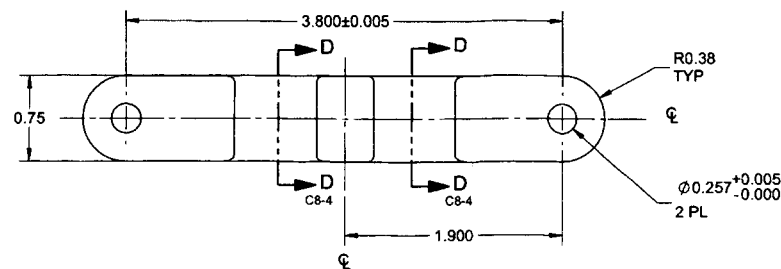 3.800±0.005
D
D
R0.38
TYP
0.75
℄
D
C8-4
D
C8-4
Ø0.257+0.005
-0.000
2 PL
1.900
℄